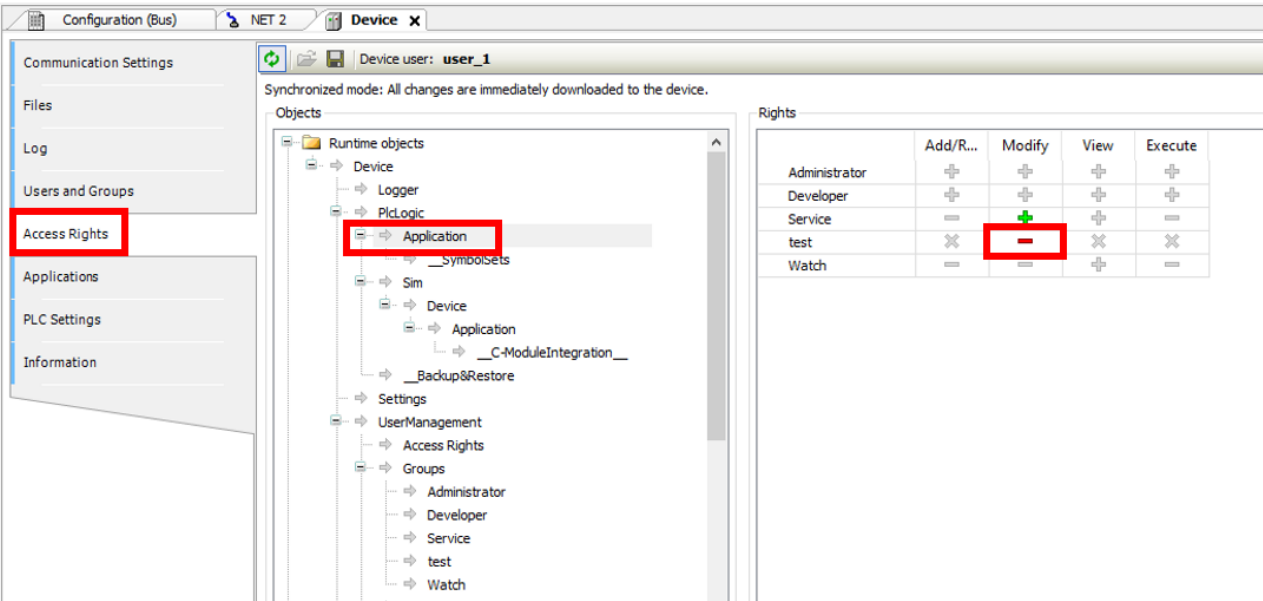 Configuration (Bus) NET 2 Device
Communication Settings
Files
Log
Users and Groups
Access Rights
Applications
PLC Settings
Information
Device user: user_1
Synchronized mode: All changes are immediately downloaded to the device.
Objects
Runtime objects
Device
Logger
PlcLogic
Application
__SymbolSets
Sim
Device
Application
__C-ModuleIntegration__
__Backup&Restore
Settings
UserManagement
Access Rights
Groups
Administrator
Developer
Service
test
Watch
Rights
Add/R... Modify View Execute
Administrator
Developer
Service
test
Watch